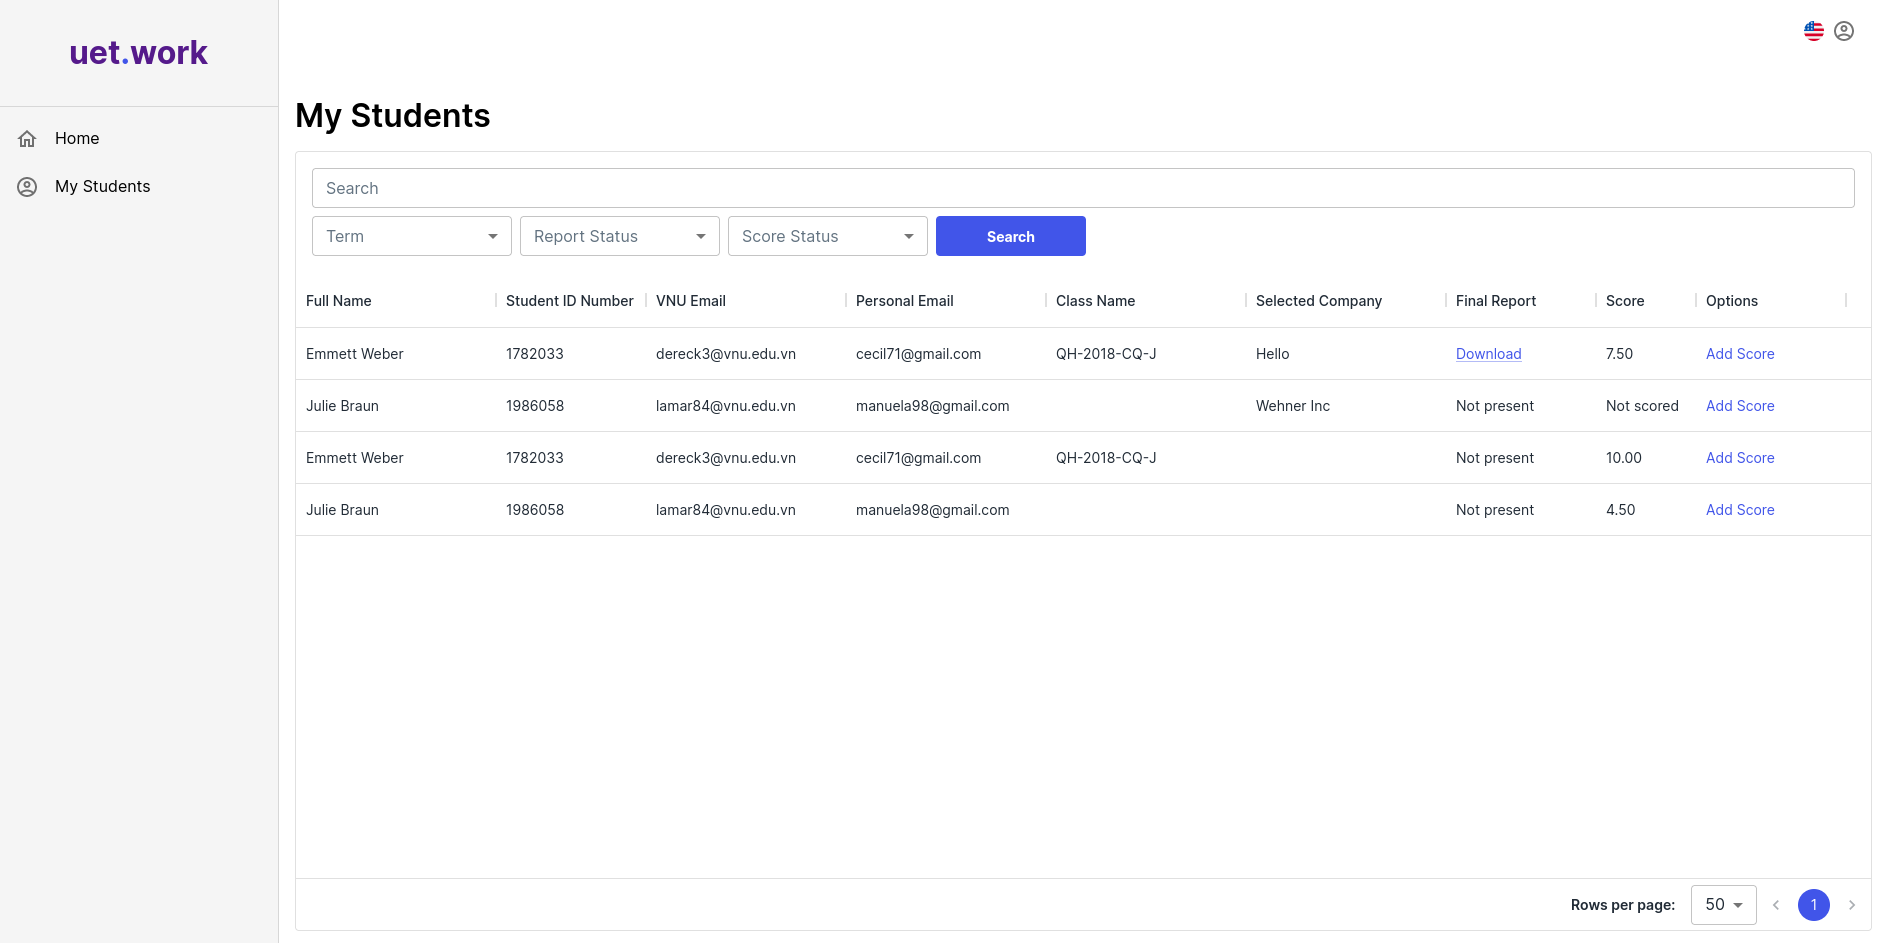 uet.work
Home
My Students
My Students
Search
Term Report Status Score Status Search
Full Name Student ID Number VNU Email Personal Email Class Name Selected Company Final Report Score Options
Emmett Weber 1782033 dereck3@vnu.edu.vn cecil71@gmail.com QH-2018-CQ-J Hello Download 7.50 Add Score
Julie Braun 1986058 lamar84@vnu.edu.vn manuela98@gmail.com Wehner Inc Not present Not scored Add Score
Emmett Weber 1782033 dereck3@vnu.edu.vn cecil71@gmail.com QH-2018-CQ-J Not present 10.00 Add Score
Julie Braun 1986058 lamar84@vnu.edu.vn manuela98@gmail.com Not present 4.50 Add Score
Rows per page: 50 1